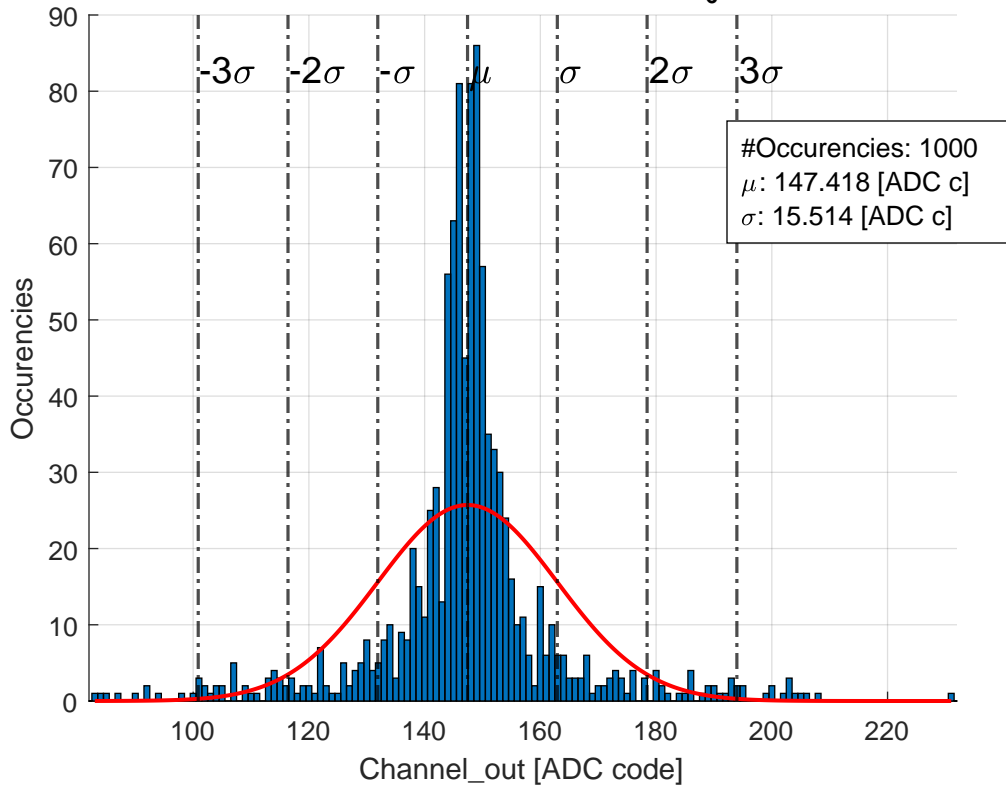 90
80
70
60
50
40
30
20
10
0
-3σ -2σ -σ μ σ 2σ 3σ
#Occurencies: 1000
μ: 147.418 [ADC c]
σ: 15.514 [ADC c]
Occurencies
100 120 140 160 180 200 220
Channel_out [ADC code]